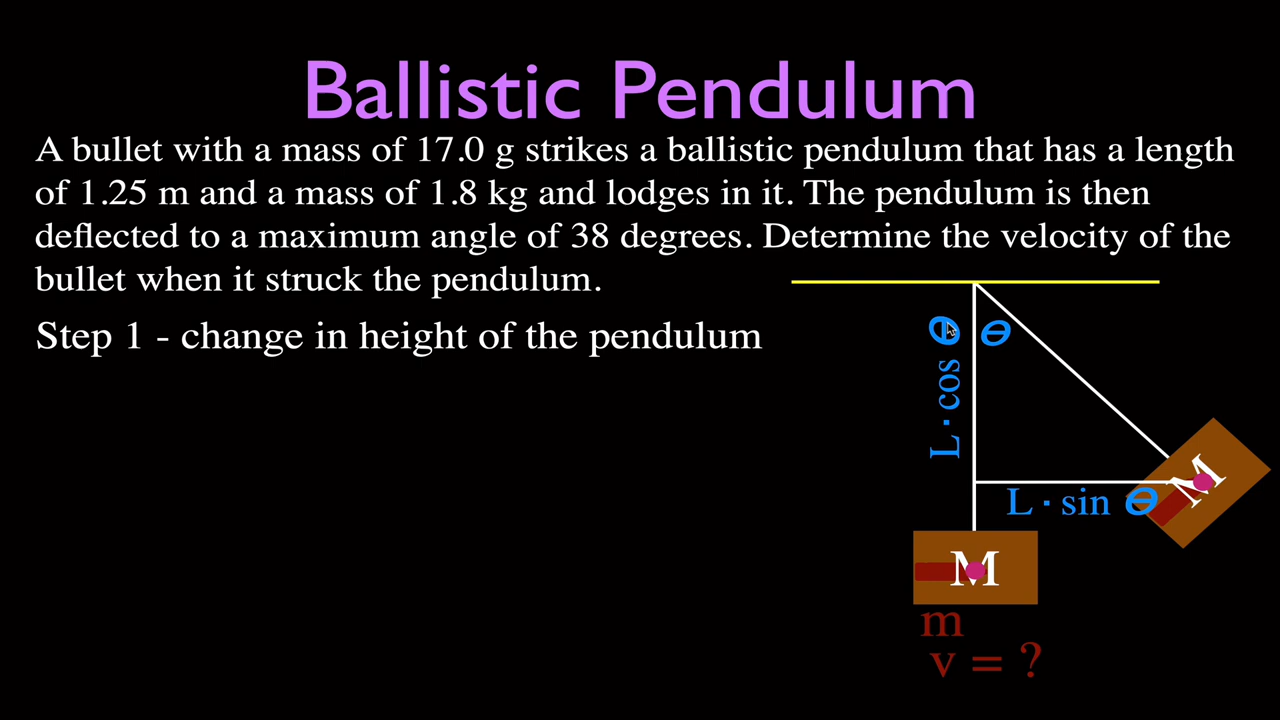 Ballistic Pendulum
A bullet with a mass of 17.0 g strikes a ballistic pendulum that has a length
of 1.25 m and a mass of 1.8 kg and lodges in it. The pendulum is then
deflected to a maximum angle of 38 degrees. Determine the velocity of the
bullet when it struck the pendulum.
Step 1 - change in height of the pendulum
L · cos Θ
Θ
L · sin Θ
M
M
m
v = ?